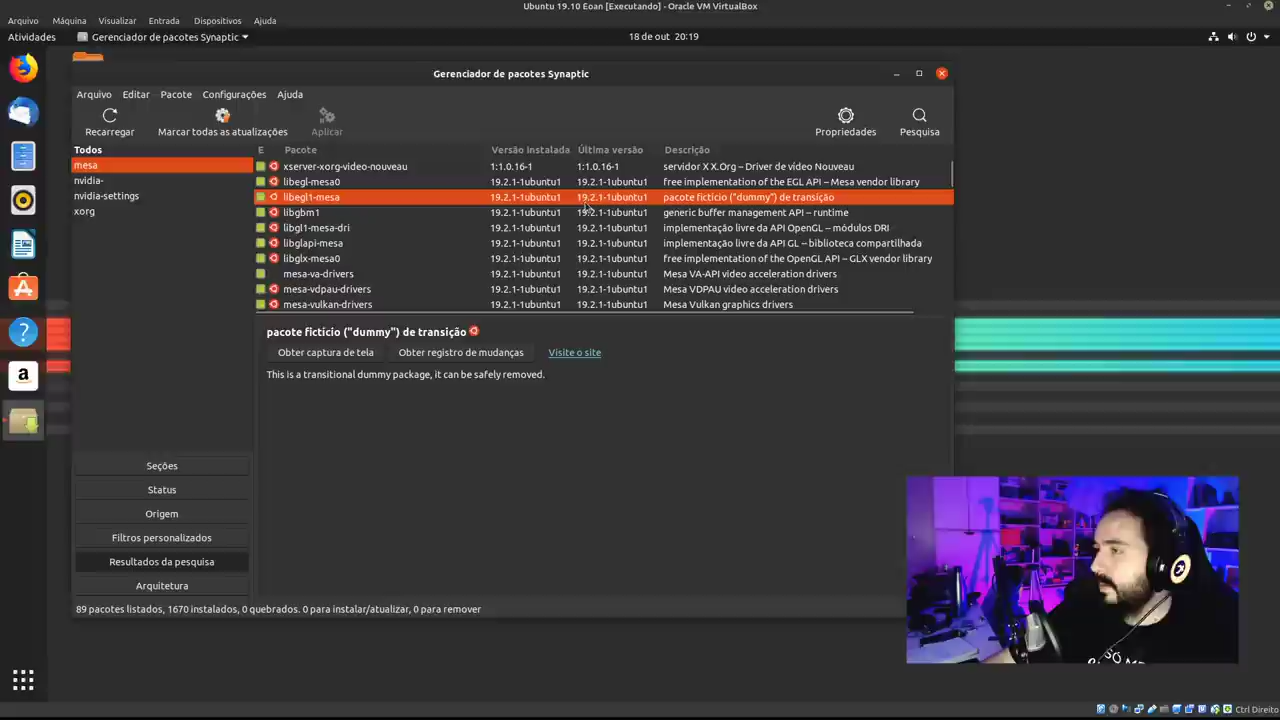 Ubuntu 19.10 Eoan [Executando] - Oracle VM VirtualBox
Arquivo Máquina Visualizar Entrada Dispositivos Ajuda
Atividades Gerenciador de pacotes Synaptic 18 de out 20:19
Gerenciador de pacotes Synaptic
Arquivo Editar Pacote Configurações Ajuda
Recarregar Marcar todas as atualizações Aplicar Propriedades Pesquisa
Todos
mesa
nvidia-
nvidia-settings
xorg
E Pacote Versão Instalada Última versão Descrição
xserver-xorg-video-nouveau 1:1.0.16-1 1:1.0.16-1 servidor X X.Org – Driver de vídeo Nouveau
libegl-mesa0 19.2.1-1ubuntu1 19.2.1-1ubuntu1 free implementation of the EGL API – Mesa vendor library
libegl1-mesa 19.2.1-1ubuntu1 19.2.1-1ubuntu1 pacote fictício ("dummy") de transição
libgbm1 19.2.1-1ubuntu1 19.2.1-1ubuntu1 generic buffer management API – runtime
libgl1-mesa-dri 19.2.1-1ubuntu1 19.2.1-1ubuntu1 implementação livre da API OpenGL – módulos DRI
libglapi-mesa 19.2.1-1ubuntu1 19.2.1-1ubuntu1 implementação livre da API GL – biblioteca compartilhada
libglx-mesa0 19.2.1-1ubuntu1 19.2.1-1ubuntu1 free implementation of the OpenGL API – GLX vendor library
mesa-va-drivers 19.2.1-1ubuntu1 19.2.1-1ubuntu1 Mesa VA-API video acceleration drivers
mesa-vdpau-drivers 19.2.1-1ubuntu1 19.2.1-1ubuntu1 Mesa VDPAU video acceleration drivers
mesa-vulkan-drivers 19.2.1-1ubuntu1 19.2.1-1ubuntu1 Mesa Vulkan graphics drivers
pacote fictício ("dummy") de transição
Obter captura de tela Obter registro de mudanças Visite o site
This is a transitional dummy package, it can be safely removed.
Seções
Status
Origem
Filtros personalizados
Resultados da pesquisa
Arquitetura
89 pacotes listados, 1670 instalados, 0 quebrados. 0 para instalar/atualizar, 0 para remover
Ctrl Direito